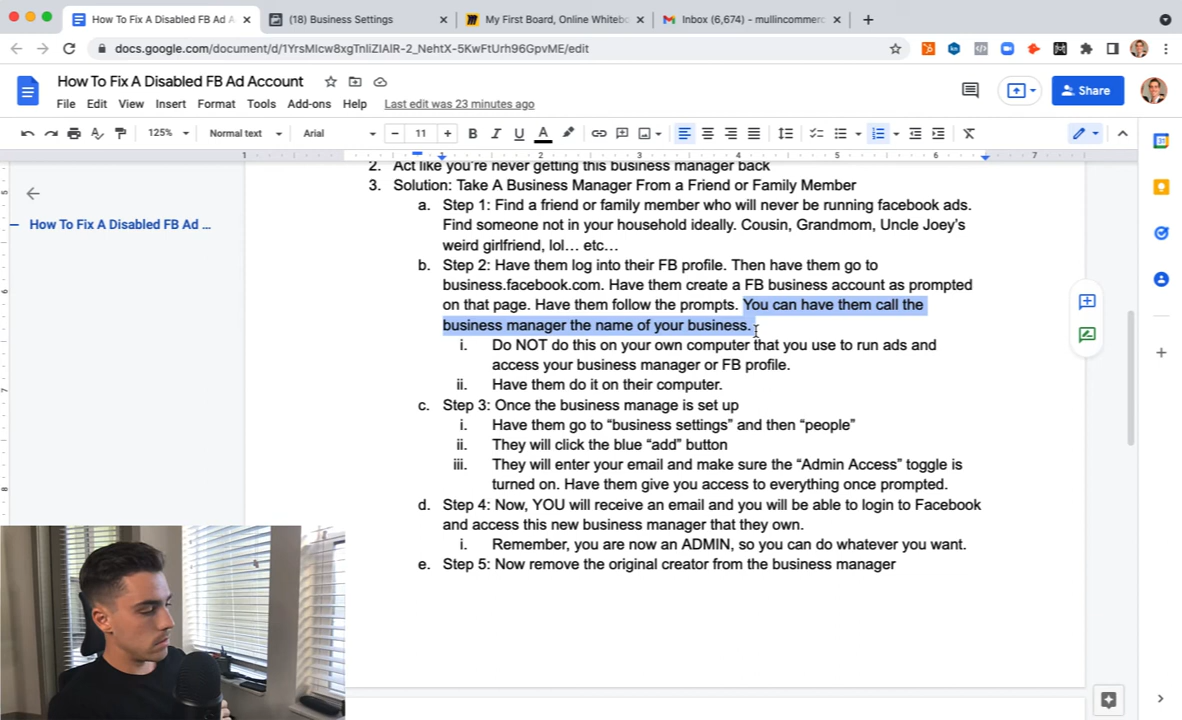 How To Fix A Disabled FB Ad A
(18) Business Settings
My First Board, Online Whitebo
Inbox (6,674) - mullincommerc
docs.google.com/document/d/1YrsMIcw8xgTnliZIAIR-2_NehtX-5KwFtUrh96GpvME/edit
How To Fix A Disabled FB Ad Account
Share
File Edit View Insert Format Tools Add-ons Help Last edit was 23 minutes ago
125% Normal text Arial 11 B I U A
1 1 2 3 4 5 6 7
2. Act like you're never getting this business manager back
3. Solution: Take A Business Manager From a Friend or Family Member
a. Step 1: Find a friend or family member who will never be running facebook ads.
Find someone not in your household ideally. Cousin, Grandmom, Uncle Joey's
How To Fix A Disabled FB Ad ...
weird girlfriend, lol... etc...
b. Step 2: Have them log into their FB profile. Then have them go to
business.facebook.com. Have them create a FB business account as prompted
on that page. Have them follow the prompts. You can have them call the
business manager the name of your business.
i. Do NOT do this on your own computer that you use to run ads and
access your business manager or FB profile.
ii. Have them do it on their computer.
c. Step 3: Once the business manage is set up
i. Have them go to “business settings” and then “people”
ii. They will click the blue “add” button
iii. They will enter your email and make sure the “Admin Access” toggle is
turned on. Have them give you access to everything once prompted.
d. Step 4: Now, YOU will receive an email and you will be able to login to Facebook
and access this new business manager that they own.
i. Remember, you are now an ADMIN, so you can do whatever you want.
e. Step 5: Now remove the original creator from the business manager